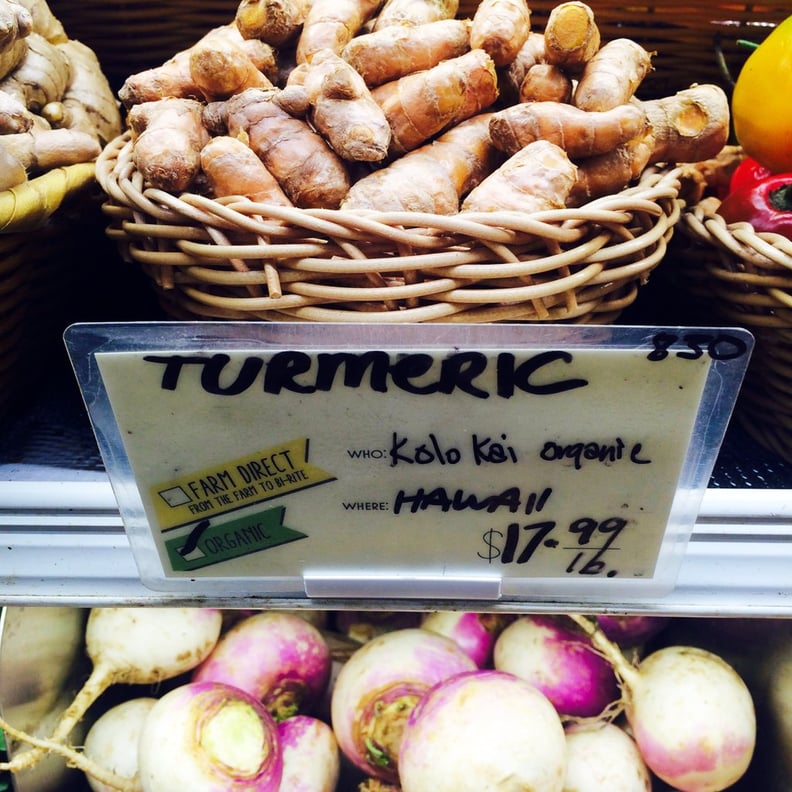 TURMERIC 850
WHO: Kolo Kai organic
FARM DIRECT
FROM THE FARM TO BI-RITE
WHERE: HAWAII
ORGANIC
$17.99
lb.